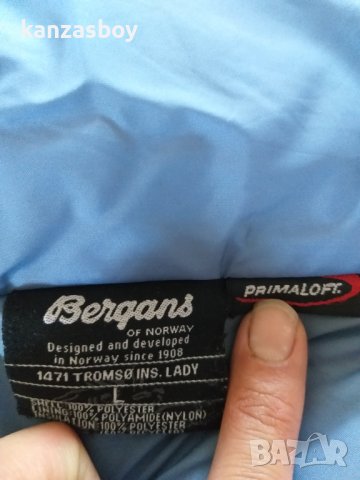 kanzasboy
PRIMALOFT
Bergans
OF NORWAY
Designed and developed
in Norway since 1908
1471 TROMSØ INS. LADY
L
SHELL:100% POLYESTER
LINING:100% POLYAMIDE(NYLON)
INSULATION:100% POLYESTER
bazar
БГ